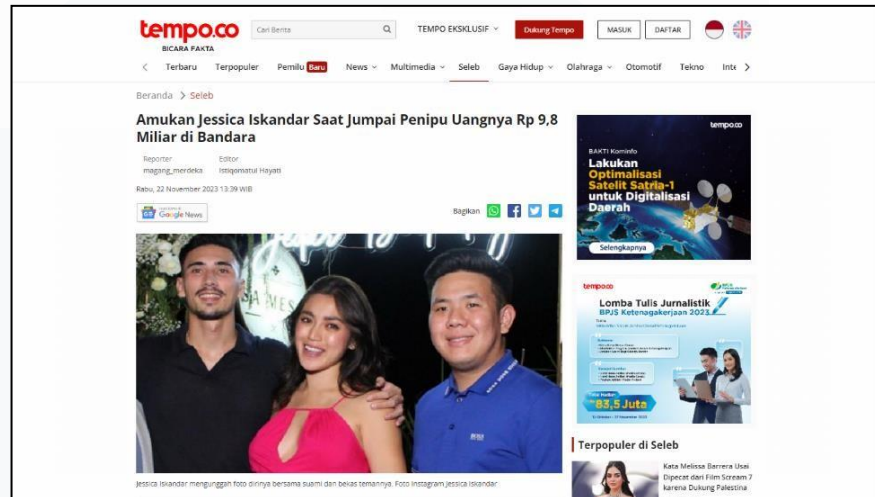 tempo.co
BICARA FAKTA
Cari Berita
TEMPO EKSKLUSIF
Dukung Tempo
MASUK
DAFTAR
Terbaru Terpopuler Pemilu Baru News Multimedia Seleb Gaya Hidup Olahraga Otomotif Tekno Inte
Beranda > Seleb
Amukan Jessica Iskandar Saat Jumpai Penipu Uangnya Rp 9,8
Miliar di Bandara
Reporter Editor
magang_merdeka Istiqomatul Hayati
Rabu, 22 November 2023 13:39 WIB
Google News
Bagikan
Jessica Iskandar mengunggah foto dirinya bersama suami dan bekas temannya. Foto Instagram Jessica Iskandar
tempo.co
BAKTI Kominfo
Lakukan
Optimalisasi
Satelit Satria-1
untuk Digitalisasi
Daerah
Selengkapnya
tempo.co
Lomba Tulis Jurnalistik
BPJS Ketenagakerjaan 2023
83,5 Juta
Terpopuler di Seleb
Kata Melissa Barrera Usai
Dipecat dari Film Scream 7
karena Dukung Palestina